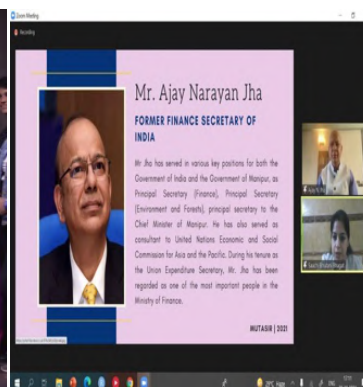 Zoom Meeting
Recording
Mr. Ajay Narayan Jha
FORMER FINANCE SECRETARY OF
INDIA
Mr Jha has served in various key positions for both the
Government of India and the Government of Manipur, as
Principal Secretary (Finance), Principal Secretary
(Environment and Forests), principal secretary to the
Chief Minister of Manipur. He has also served as
consultant to United Nations Economic and Social
Commission for Asia and the Pacific. During his tenure as
the Union Expenditure Secretary, Mr. Jha has been
regarded as one of the most important people in the
Ministry of Finance.
MUTASIR | 2021